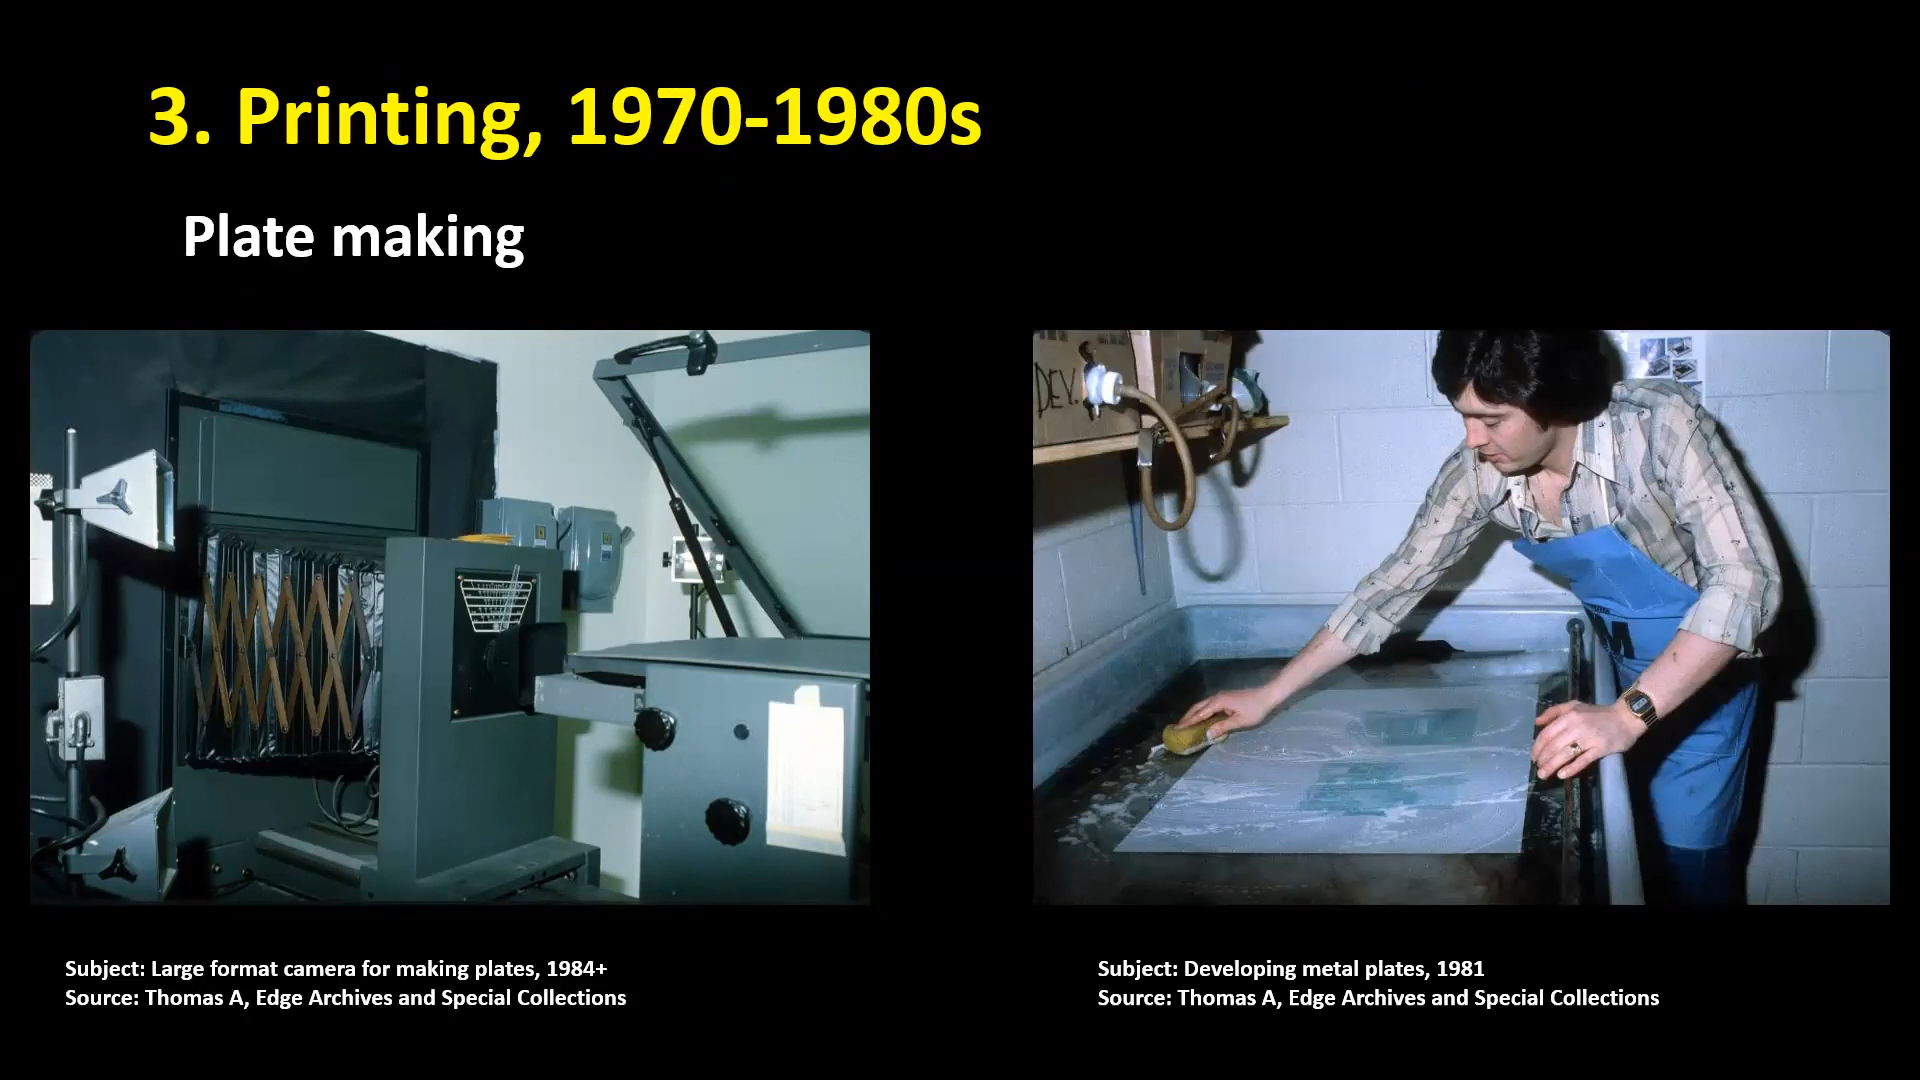 3. Printing, 1970-1980s
Plate making
DEV.
Subject: Large format camera for making plates, 1984+
Source: Thomas A, Edge Archives and Special Collections
Subject: Developing metal plates, 1981
Source: Thomas A, Edge Archives and Special Collections